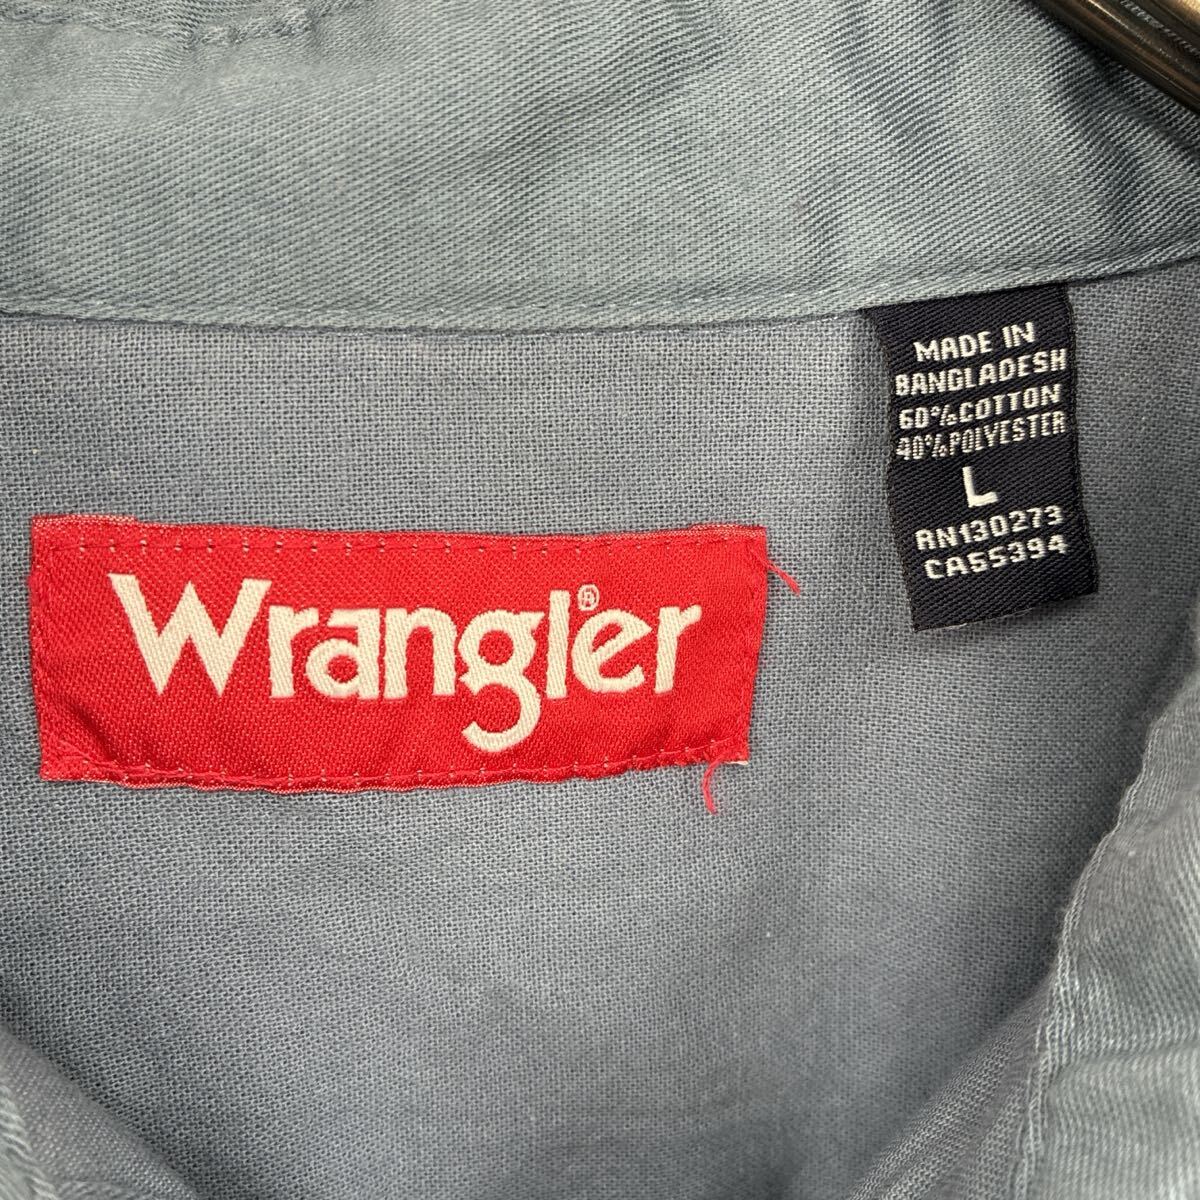 Wrangler®
MADE IN
BANGLADESH
60% COTTON
40% POLYESTER
L
RN130273
CA55394